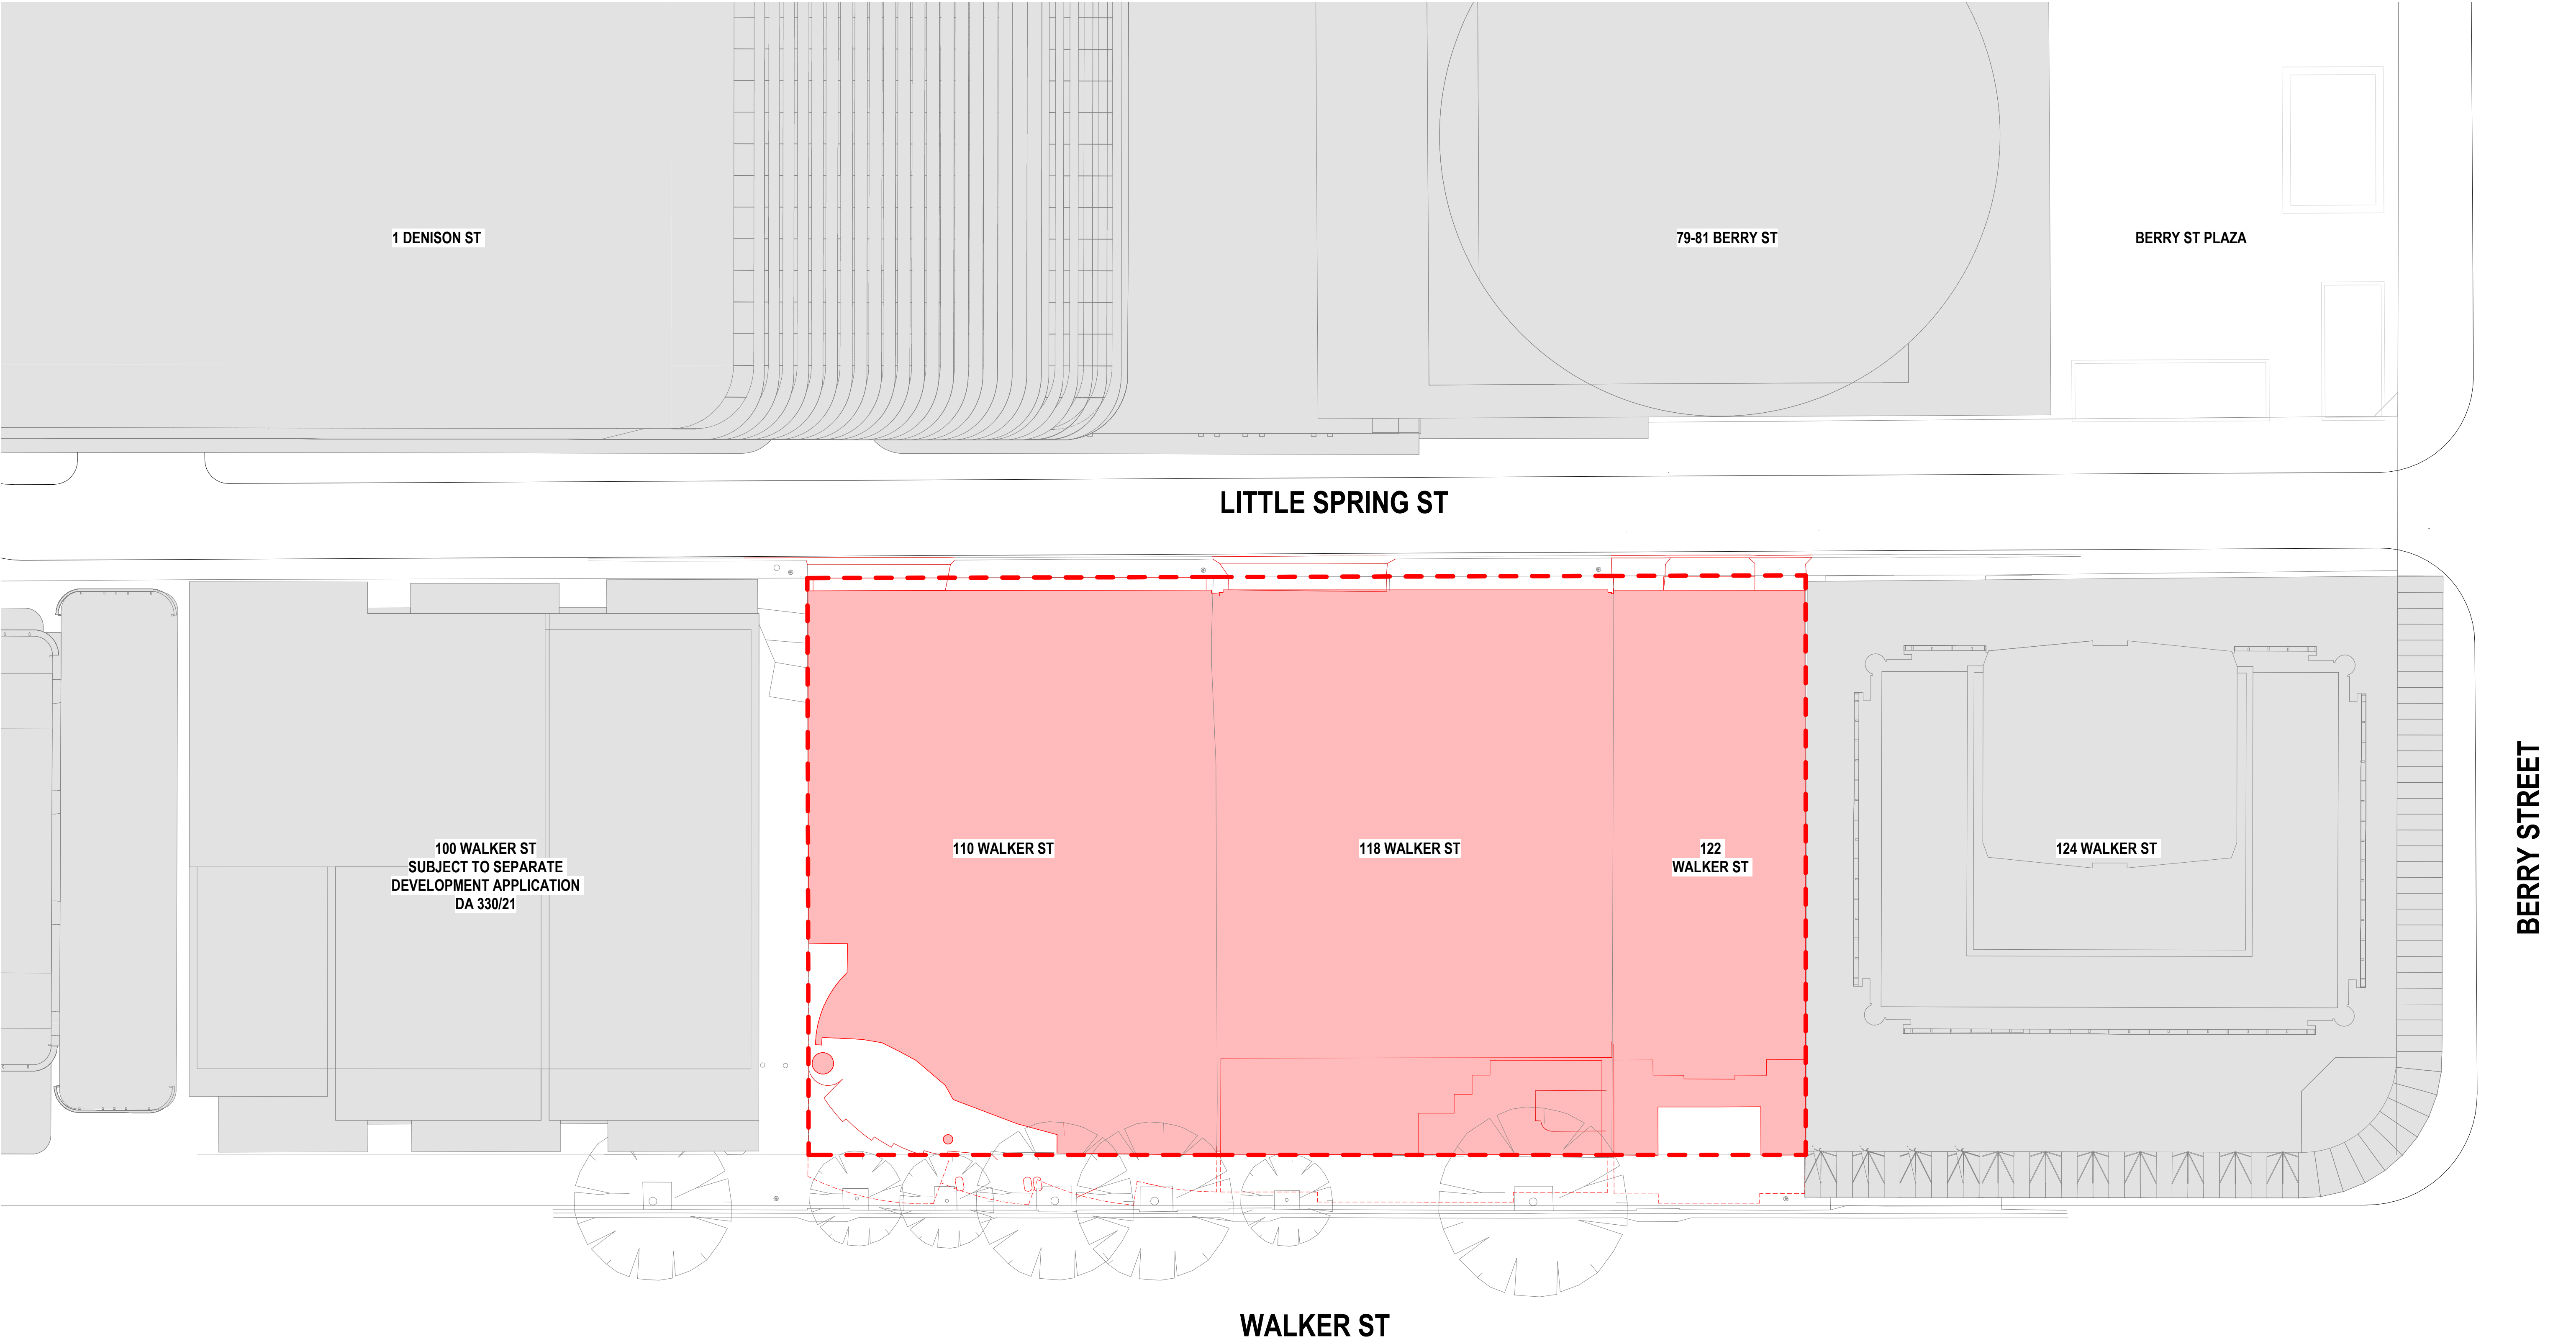 1 DENISON ST
79-81 BERRY ST
BERRY ST PLAZA
LITTLE SPRING ST
100 WALKER ST
SUBJECT TO SEPARATE
DEVELOPMENT APPLICATION
DA 330/21
110 WALKER ST
118 WALKER ST
122
WALKER ST
124 WALKER ST
BERRY STREET
WALKER ST